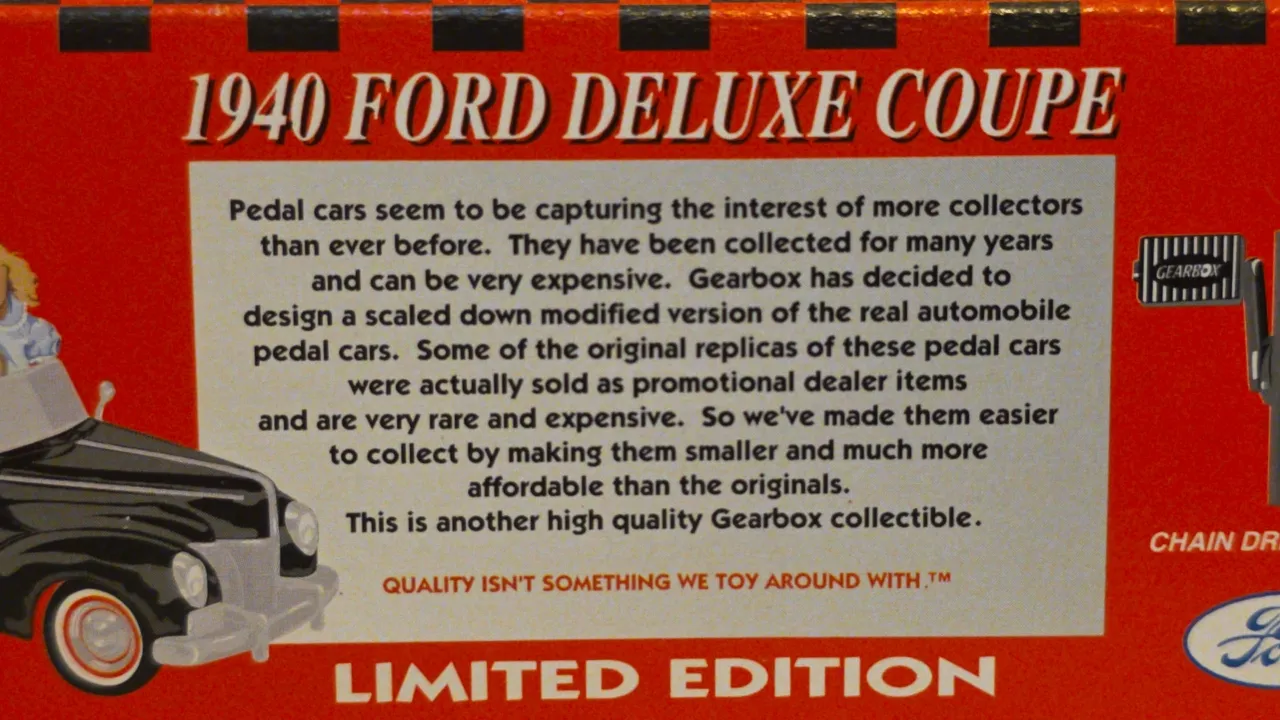 1940 FORD DELUXE COUPE
Pedal cars seem to be capturing the interest of more collectors
than ever before. They have been collected for many years
and can be very expensive. Gearbox has decided to
design a scaled down modified version of the real automobile
pedal cars. Some of the original replicas of these pedal cars
were actually sold as promotional dealer items
and are very rare and expensive. So we've made them easier
to collect by making them smaller and much more
affordable than the originals.
This is another high quality Gearbox collectible.
QUALITY ISN'T SOMETHING WE TOY AROUND WITH.™
LIMITED EDITION
GEARBOX
CHAIN DR
Fo